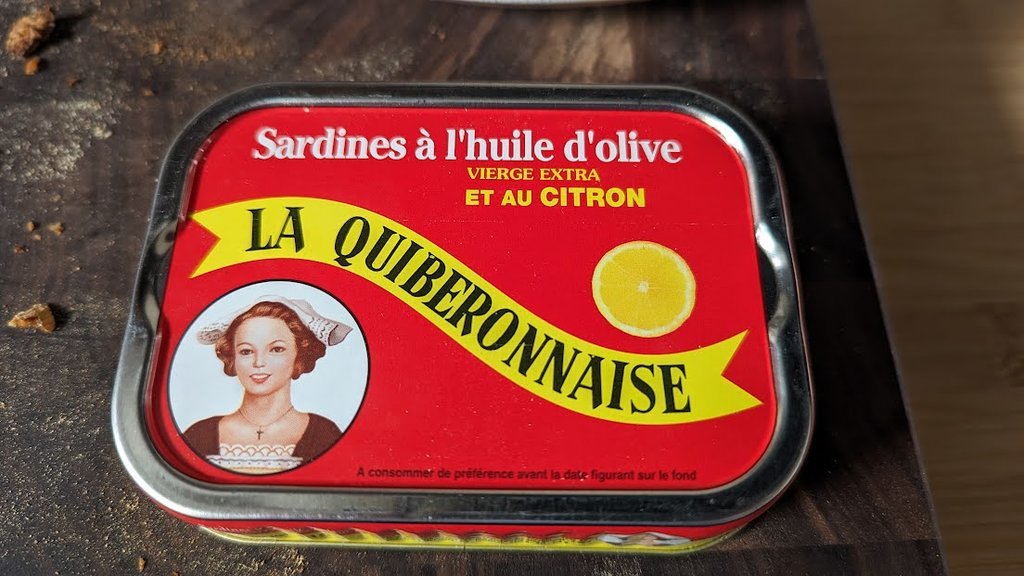 Sardines à l'huile d'olive
VIERGE EXTRA
ET AU CITRON
LA QUIBERONNAISE
A consommer de préférence avant la date figurant sur le fond